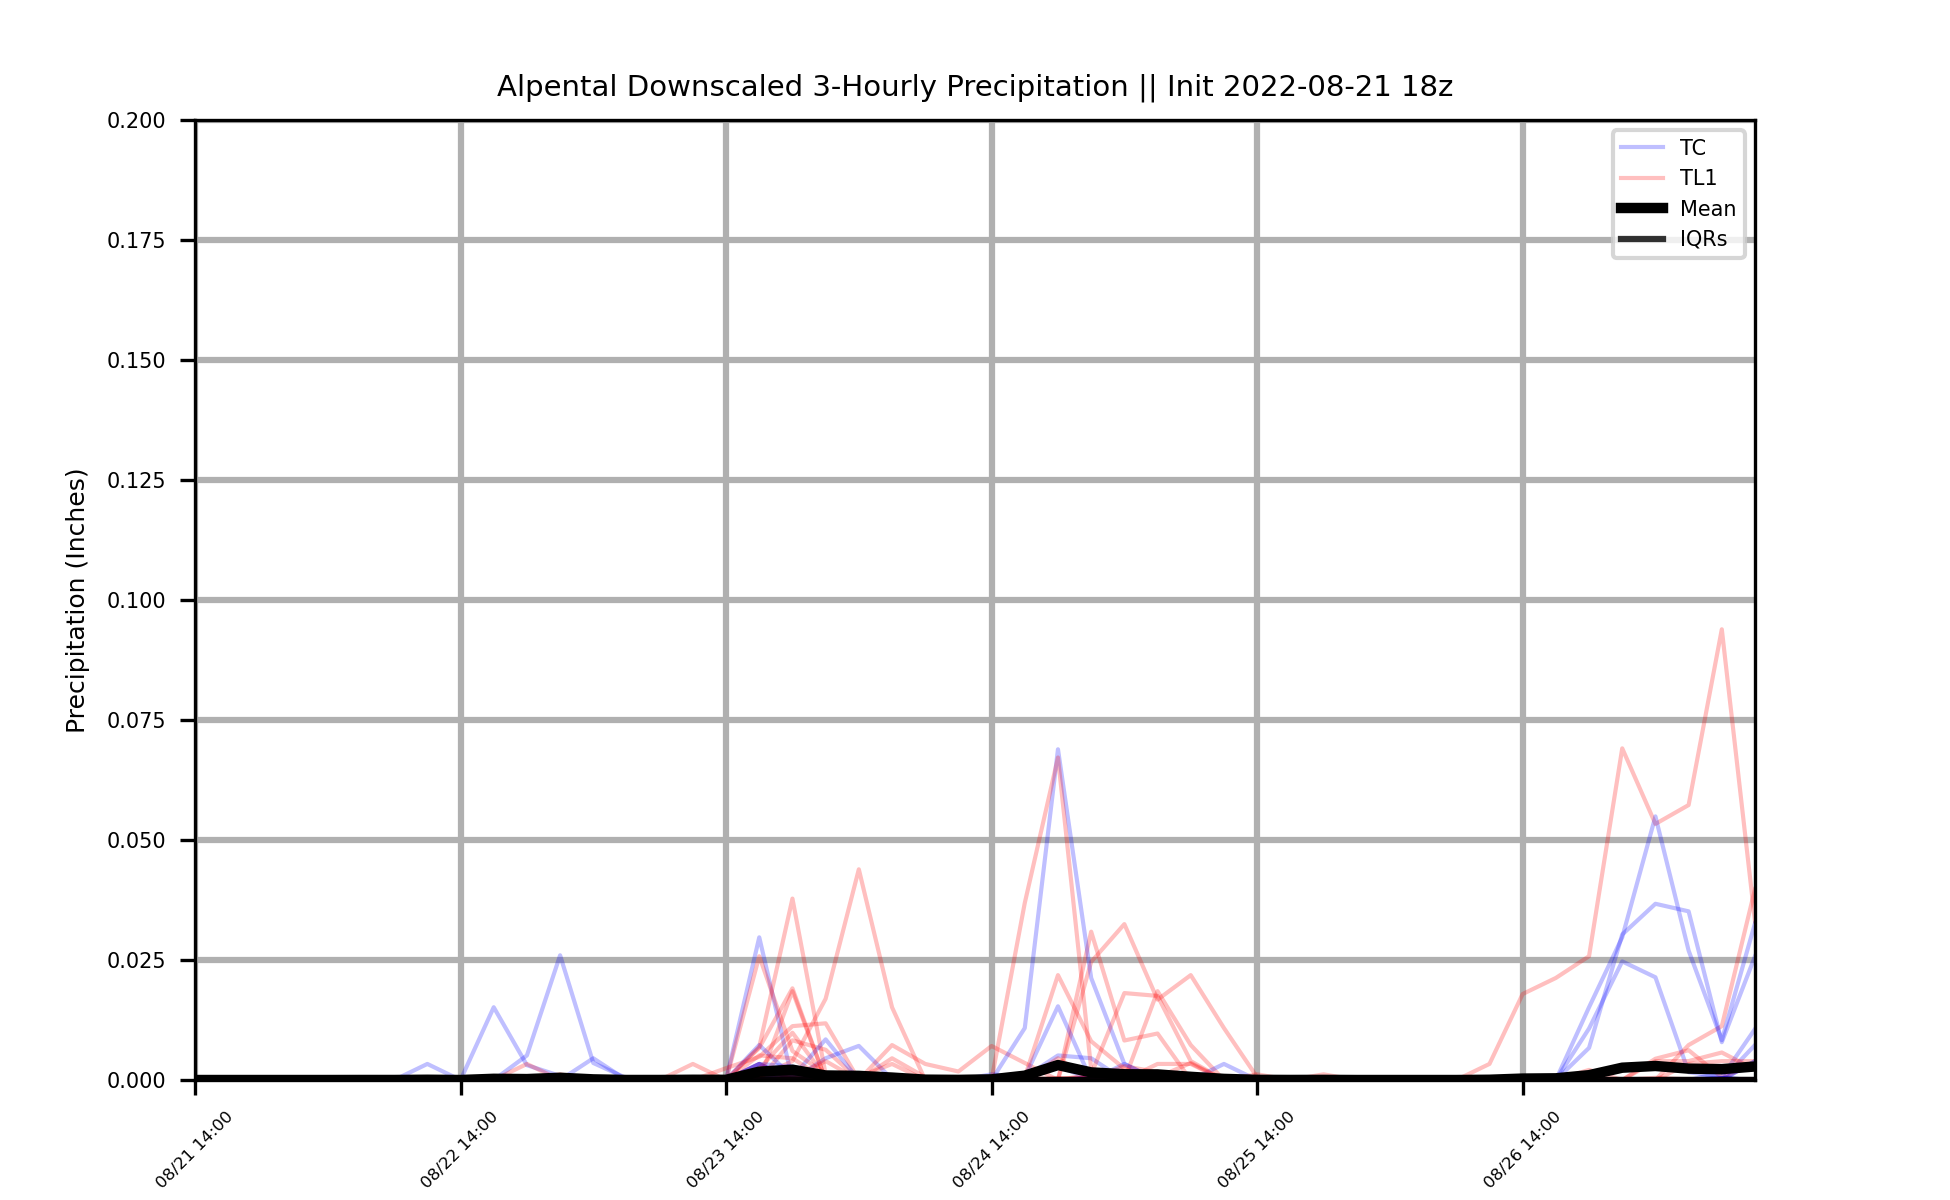 Alpental Downscaled 3-Hourly Precipitation || Init 2022-08-21 18z
TC
TL1
Mean
IQRs
Precipitation (Inches)
0.200
0.175
0.150
0.125
0.100
0.075
0.050
0.025
0.000
08/21 14:00
08/22 14:00
08/23 14:00
08/24 14:00
08/25 14:00
08/26 14:00